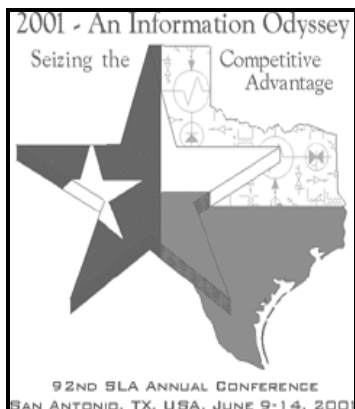 2001 - An Information Odyssey
Seizing the Competitive
Advantage
92ND SLA ANNUAL CONFERENCE
SAN ANTONIO, TX, USA, JUNE 9-14, 2001